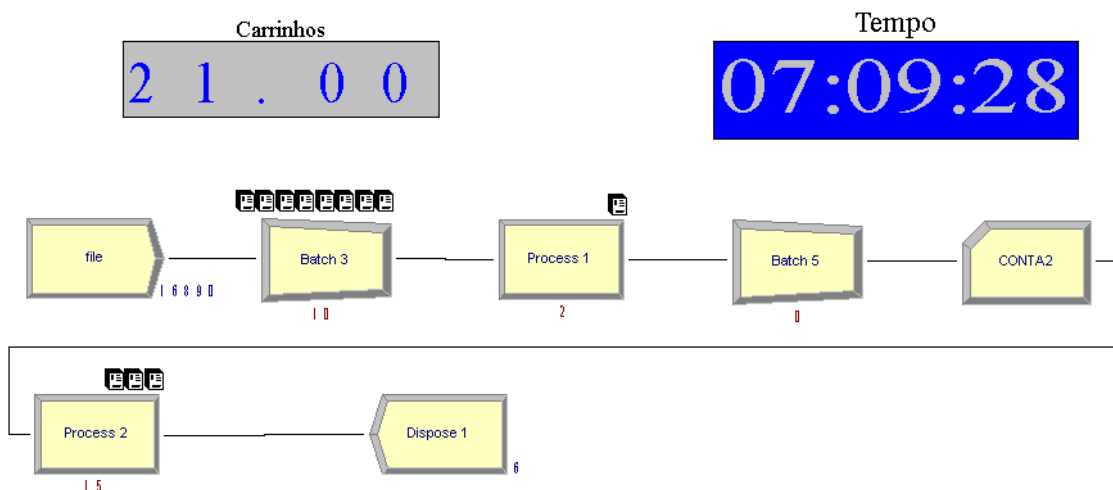 Carrinhos
Tempo
21.00
07:09:28
file
Batch 3
Process 1
Batch 5
CONTA2
16890
10
2
0
Process 2
Dispose 1
6
15